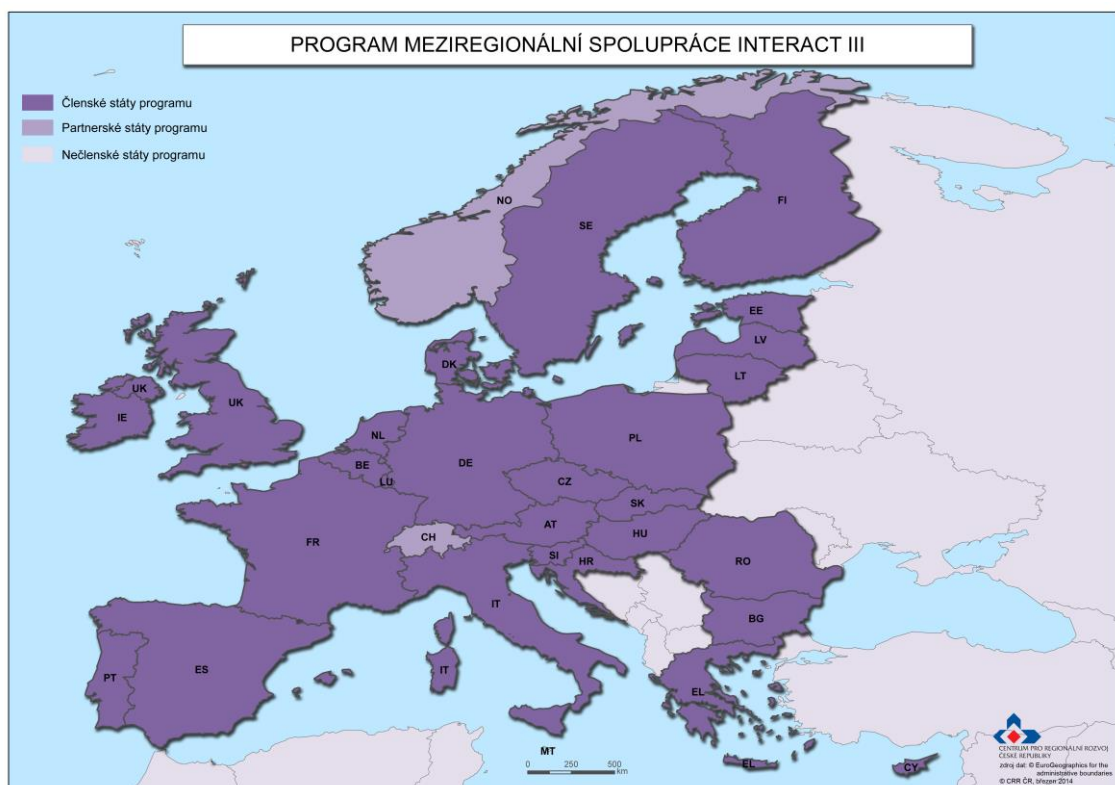 PROGRAM MEZIREGIONÁLNÍ SPOLUPRÁCE INTERACT III
Členské státy programu
Partnerské státy programu
Nečlenské státy programu
NO
SE
FI
EE
LV
LT
DK
UK
UK
IE
NL
BE
LU
DE
PL
CZ
SK
AT
HU
FR
CH
SI
HR
RO
IT
BG
PT
ES
IT
EL
MT
EL
CY
0 250 500
km
CENTRUM PRO REGIONÁLNÍ ROZVOJ
ČESKÉ REPUBLIKY
zdroj dat: © EuroGeographics for the
administrative boundaries
© CRR ČR, březen 2014